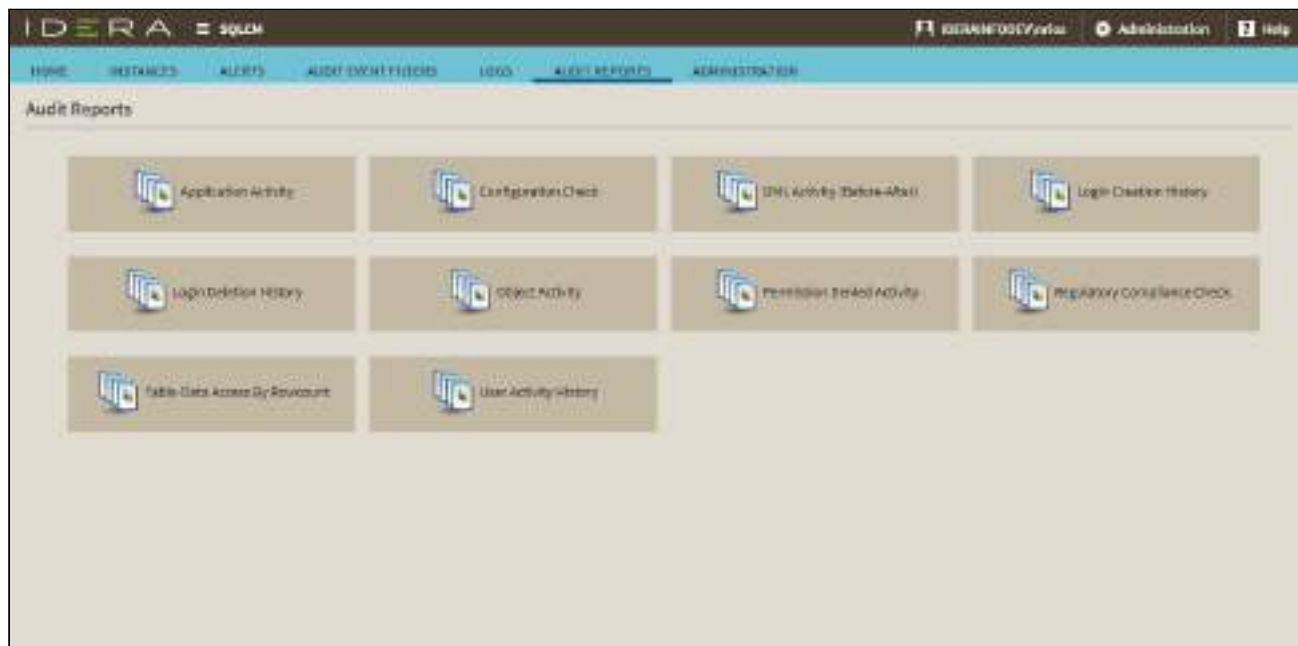 IDERA SQLCM
Administration Help
HOME INSTANCES ALERTS AUDIT EVENT FILTERS LOGS AUDIT REPORTS ADMINISTRATION
Audit Reports
Application Activity Configuration Check DML Activity (Before-After) Login Creation History
Login Deletion History Object Activity Permission Denied Activity Regulatory Compliance Check
Table-Data Access By Rowcount User Activity History